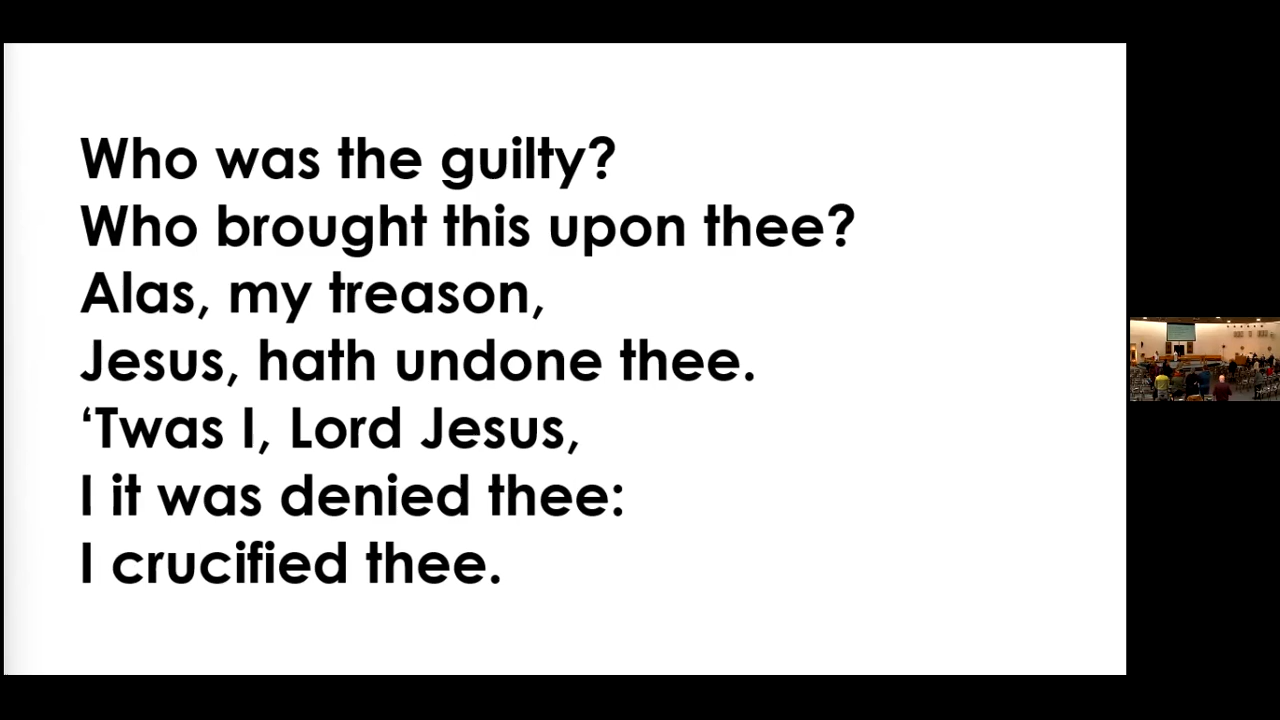 Who was the guilty?
Who brought this upon thee?
Alas, my treason,
Jesus, hath undone thee.
‘Twas I, Lord Jesus,
I it was denied thee:
I crucified thee.